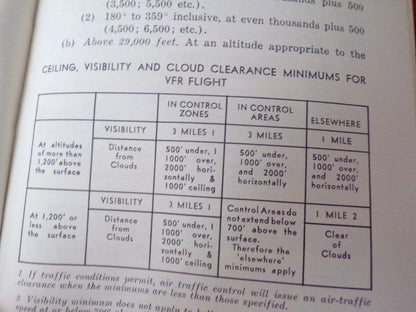 (3,500; 5,500 etc.).
thousands plus 500
(2) 180° to 359° inclusive, at even thousands plus 500
(4,500; 6,500; etc.).
(b) Above 29,000 feet. At an altitude appropriate to the
CEILING, VISIBILITY AND CLOUD CLEARANCE MINIMUMS FOR
VFR FLIGHT
IN CONTROL ZONES
IN CONTROL AREAS
ELSEWHERE
At altitudes
of more than
1,200' above
the surface
VISIBILITY
3 MILES 1
3 MILES
1 MILE
Distance
from
Clouds
500' under, 1
1000' over,
2000' hori-
zontally &
1000' ceiling
500' under,
1000' over,
and 2000'
horizontally
500' under,
1000' over,
and 2000'
horizontally
At 1,200' or
less above
the surface
VISIBILITY
3 MILES 1
Control Areas do
not extend below
700' above the
surface.
Therefore the
'elsewhere'
minimums apply
1 MILE 2
Distance
from
Clouds
500' under, 1
1000' over,
2000' hori-
zontally &
1000' ceiling
Clear
of
Clouds
1 If traffic conditions permit, air traffic control will issue an air-traffic
clearance when the minimums are less than those specified.
2 Visibility minimum does not apply to
speed at or below